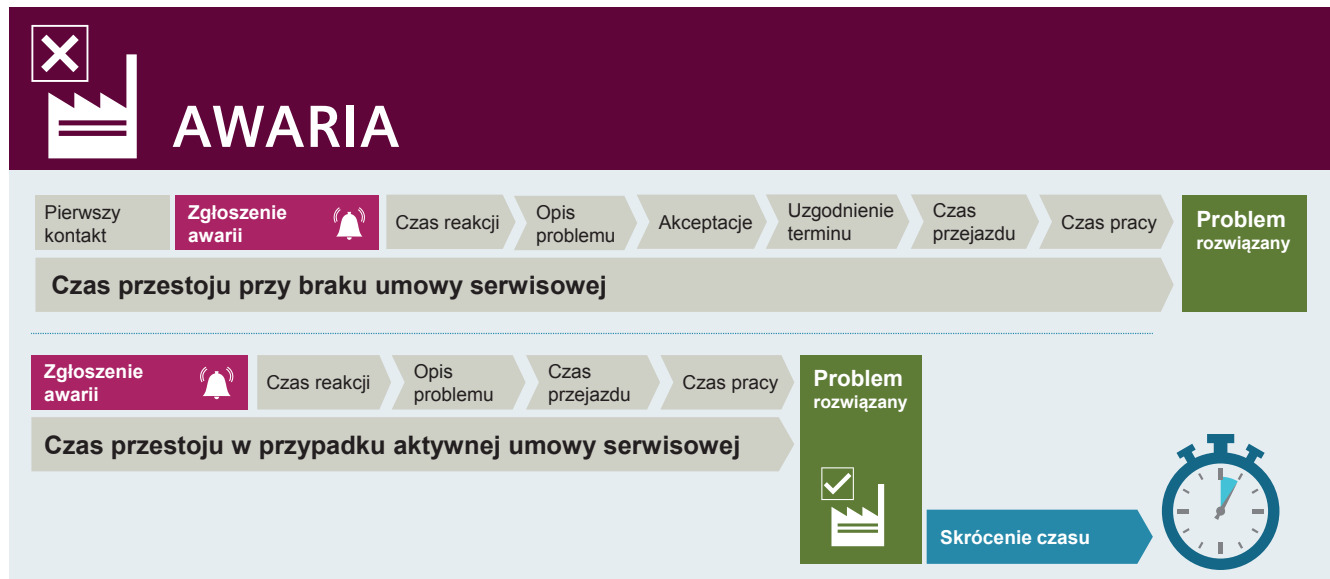 AWARIA
Pierwszy
kontakt
Zgłoszenie
awarii
Czas reakcji
Opis
problemu
Akceptacje
Uzgodnienie
terminu
Czas
przejazdu
Czas pracy
Problem
rozwiązany
Czas przestoju przy braku umowy serwisowej
Zgłoszenie
awarii
Czas reakcji
Opis
problemu
Czas
przejazdu
Czas pracy
Problem
rozwiązany
Czas przestoju w przypadku aktywnej umowy serwisowej
Skrócenie czasu